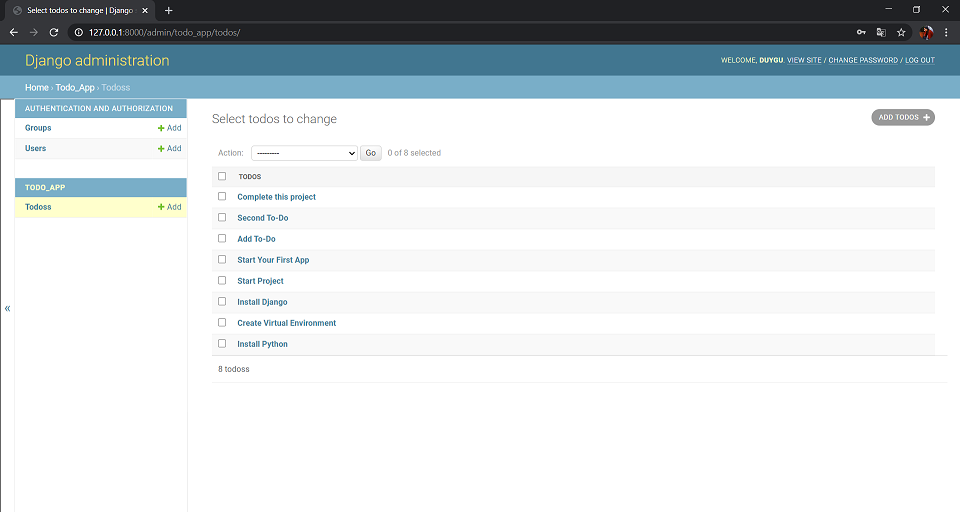 Select todos to change | Django
127.0.0.1:8000/admin/todo_app/todos/
Django administration
WELCOME, DUYGU. VIEW SITE / CHANGE PASSWORD / LOG OUT
Home › Todo_App › Todoss
AUTHENTICATION AND AUTHORIZATION
Groups + Add
Users + Add
TODO_APP
Todoss + Add
«
Select todos to change
ADD TODOS +
Action: --------- Go 0 of 8 selected
TODOS
Complete this project
Second To-Do
Add To-Do
Start Your First App
Start Project
Install Django
Create Virtual Environment
Install Python
8 todoss